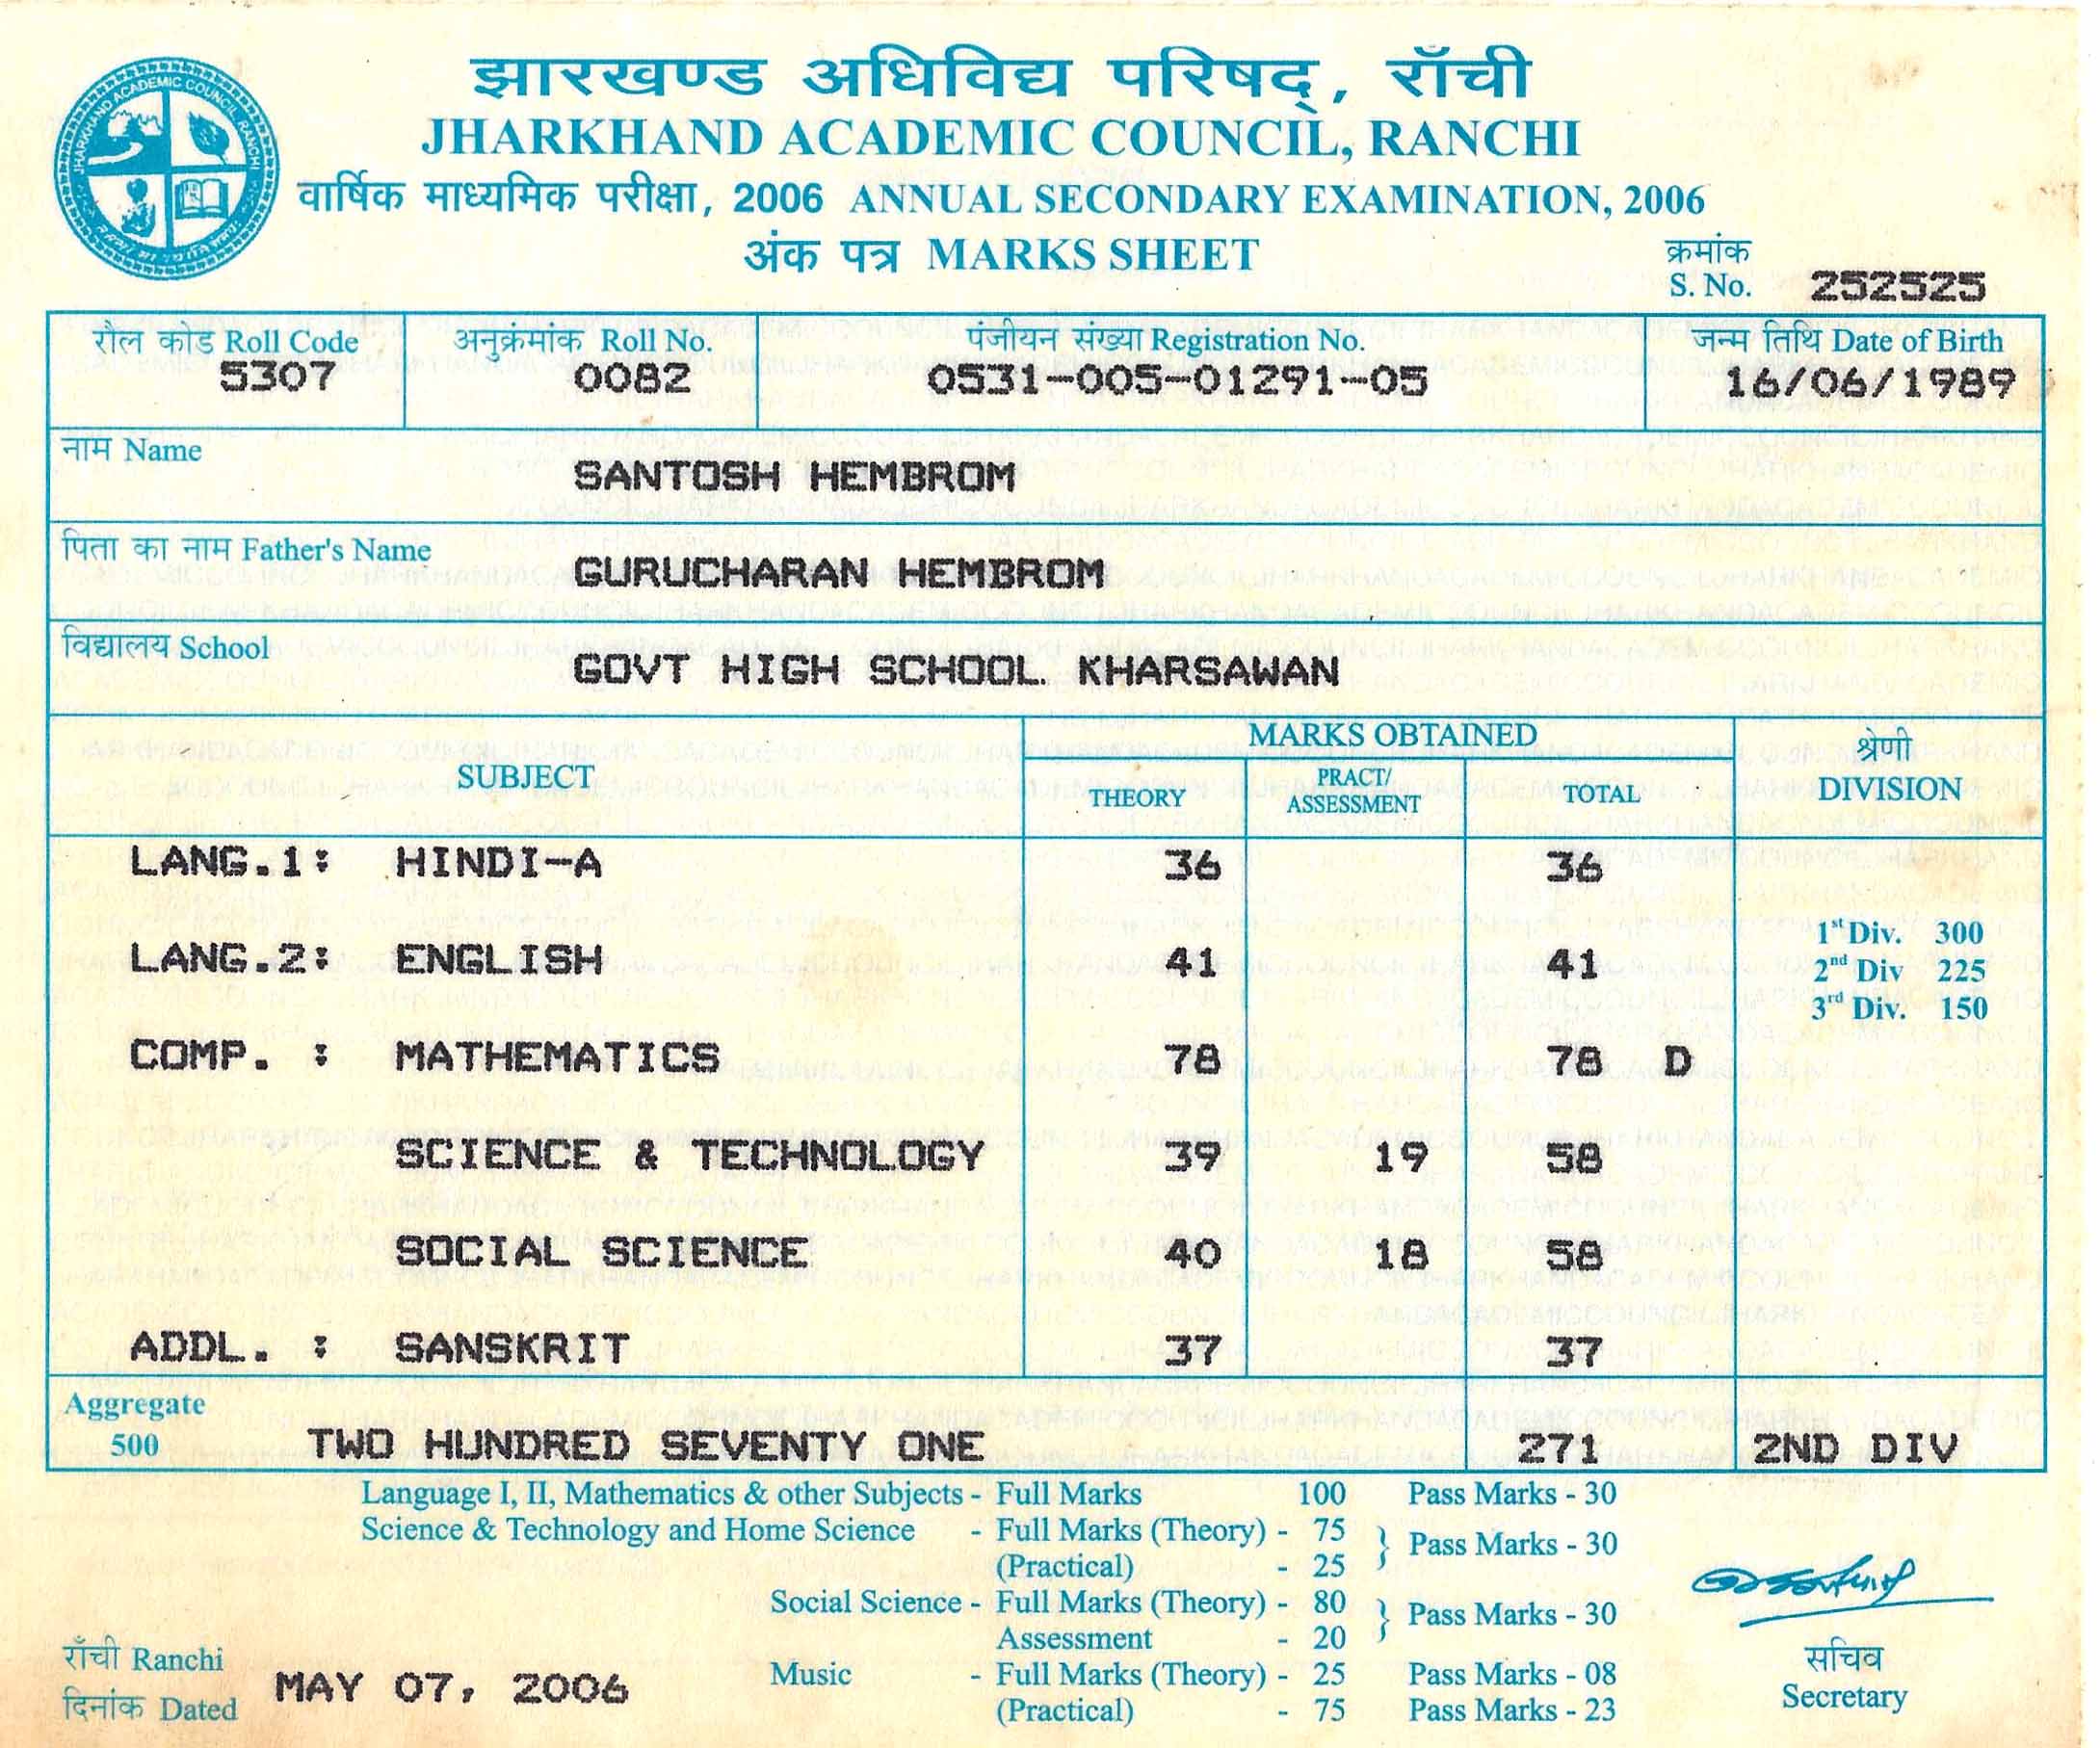 झारखण्ड अधिविद्य परिषद्, राँची
JHARKHAND ACADEMIC COUNCIL, RANCHI
वार्षिक माध्यमिक परीक्षा, 2006 ANNUAL SECONDARY EXAMINATION, 2006
अंक पत्र MARKS SHEET
JHARKHAND ACADEMIC COUNCIL, RANCHI
क्रमांक
S. No. 252525
रौल कोड Roll Code अनुक्रंमांक Roll No. पंजीयन संख्या Registration No. जन्म तिथि Date of Birth
5307 0082 0531-005-01291-05 16/06/1989
नाम Name
SANTOSH HEMBROM
पिता का नाम Father's Name
GURUCHARAN HEMBROM
विद्यालय School
GOVT HIGH SCHOOL KHARSAWAN
SUBJECT MARKS OBTAINED श्रेणी DIVISION
THEORY PRACT/ ASSESSMENT TOTAL
LANG.1: HINDI-A 36 36
1st Div. 300
LANG.2: ENGLISH 41 41
2nd Div 225
3rd Div. 150
COMP. : MATHEMATICS 78 78 D
SCIENCE & TECHNOLOGY 39 19 58
SOCIAL SCIENCE 40 18 58
ADDL. : SANSKRIT 37 37
Aggregate
500 TWO HUNDRED SEVENTY ONE 271 2ND DIV
Language I, II, Mathematics & other Subjects - Full Marks 100 Pass Marks - 30
Science & Technology and Home Science - Full Marks (Theory) - 75 } Pass Marks - 30
(Practical) - 25
Social Science - Full Marks (Theory) - 80 } Pass Marks - 30
Assessment - 20
Music - Full Marks (Theory) - 25 Pass Marks - 08
(Practical) - 75 Pass Marks - 23
राँची Ranchi
दिनांक Dated MAY 07, 2006
सचिव
Secretary